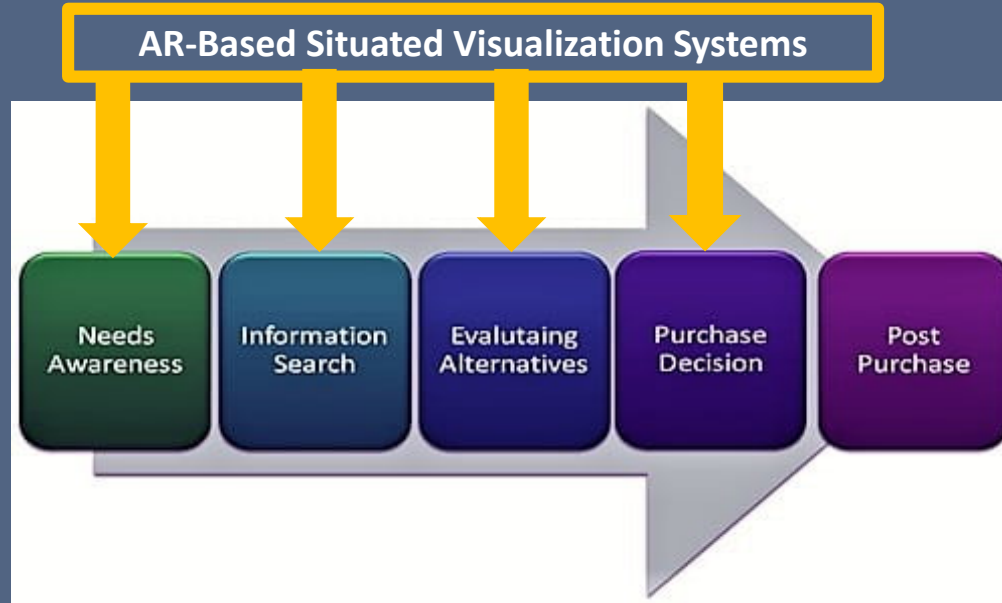 AR-Based Situated Visualization Systems
Needs
Awareness
Information
Search
Evalutaing
Alternatives
Purchase
Decision
Post
Purchase